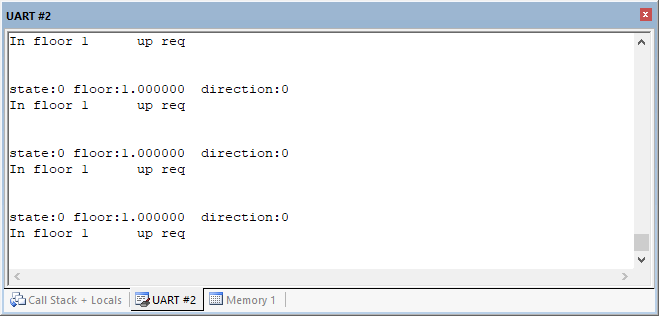 UART #2
In floor 1      up req
state:0 floor:1.000000  direction:0
In floor 1      up req
state:0 floor:1.000000  direction:0
In floor 1      up req
state:0 floor:1.000000  direction:0
In floor 1      up req
Call Stack + Locals
UART #2
Memory 1